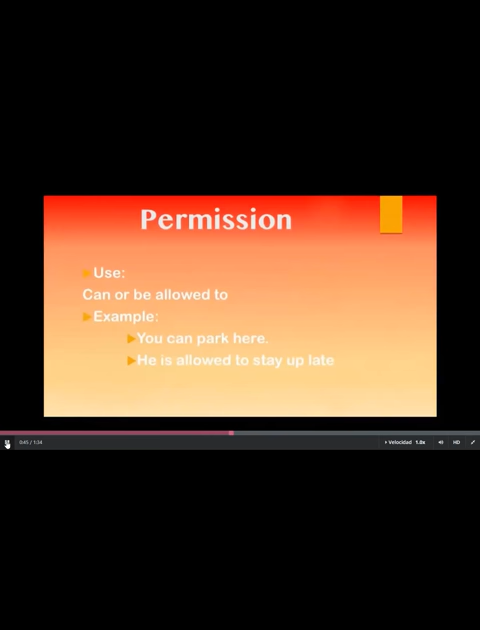 Permission
Use:
Can or be allowed to
Example:
You can park here.
He is allowed to stay up late
0:45 / 1:34
Velocidad 1.0x
HD